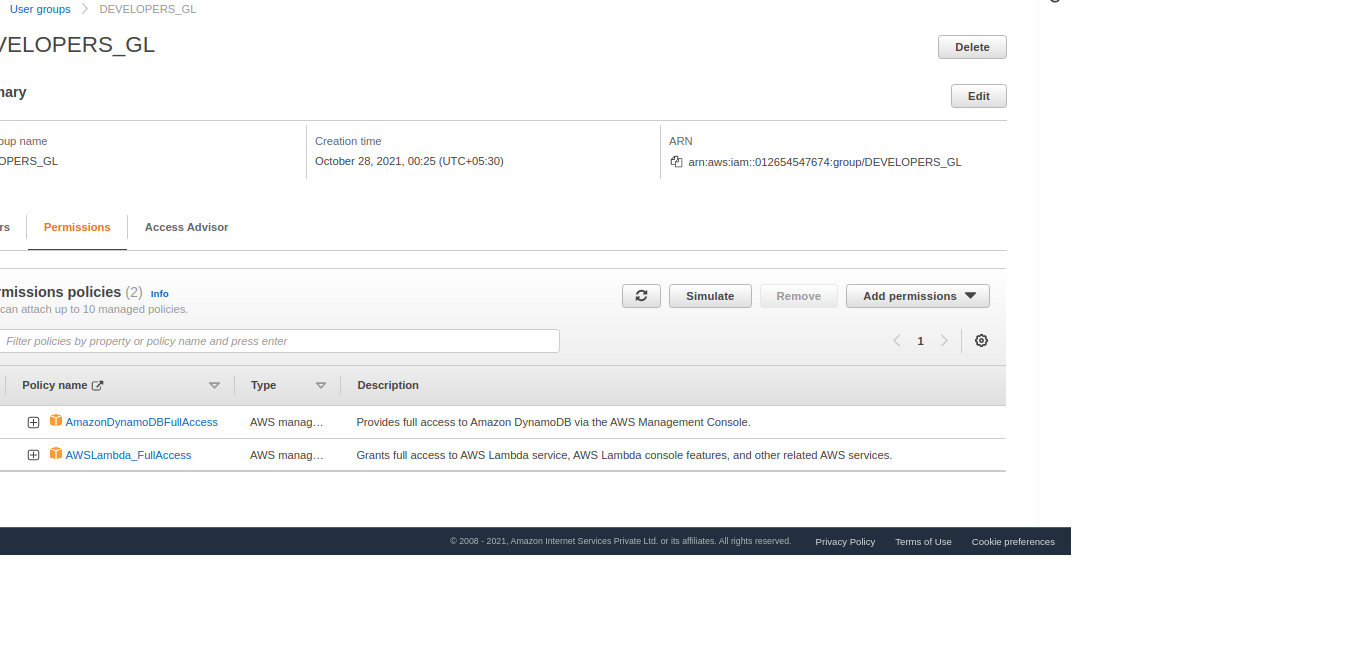 User groups > DEVELOPERS_GL
VELOPERS_GL
Delete
mary
Edit
oup name
Creation time
ARN
OPERS_GL
October 28, 2021, 00:25 (UTC+05:30)
arn:aws:iam::012654547674:group/DEVELOPERS_GL
rs
Permissions
Access Advisor
rmissions policies (2) Info
can attach up to 10 managed policies.
Simulate
Remove
Add permissions
Filter policies by property or policy name and press enter
1
Policy name
Type
Description
AmazonDynamoDBFullAccess
AWS manag...
Provides full access to Amazon DynamoDB via the AWS Management Console.
AWSLambda_FullAccess
AWS manag...
Grants full access to AWS Lambda service, AWS Lambda console features, and other related AWS services.
© 2008 - 2021, Amazon Internet Services Private Ltd. or its affiliates. All rights reserved.
Privacy Policy
Terms of Use
Cookie preferences